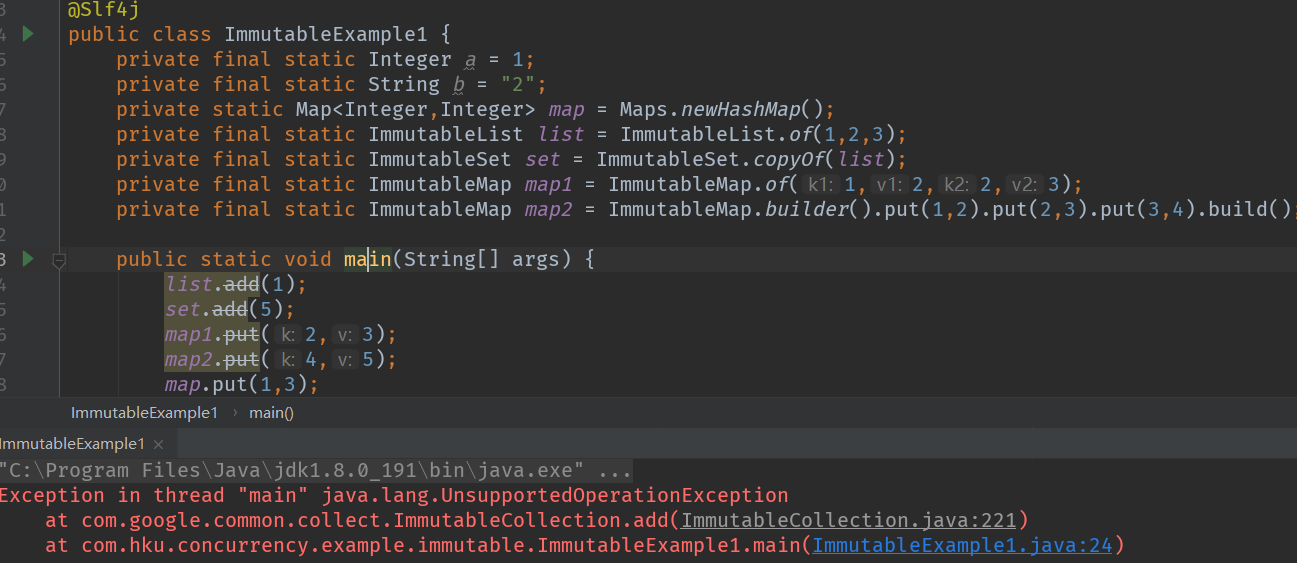 3 @Slf4j
4 public class ImmutableExample1 {
5 private final static Integer a = 1;
6 private final static String b = "2";
7 private static Map<Integer,Integer> map = Maps.newHashMap();
8 private final static ImmutableList list = ImmutableList.of(1,2,3);
9 private final static ImmutableSet set = ImmutableSet.copyOf(list);
0 private final static ImmutableMap map1 = ImmutableMap.of( k1: 1, v1: 2, k2: 2, v2: 3);
1 private final static ImmutableMap map2 = ImmutableMap.builder().put(1,2).put(2,3).put(3,4).build();
2
3 public static void main(String[] args) {
4 list.add(1);
5 set.add(5);
6 map1.put( k: 2, v: 3);
7 map2.put( k: 4, v: 5);
8 map.put(1,3);
ImmutableExample1 › main()
ImmutableExample1 ×
"C:\Program Files\Java\jdk1.8.0_191\bin\java.exe" ...
Exception in thread "main" java.lang.UnsupportedOperationException
at com.google.common.collect.ImmutableCollection.add(ImmutableCollection.java:221)
at com.hku.concurrency.example.immutable.ImmutableExample1.main(ImmutableExample1.java:24)